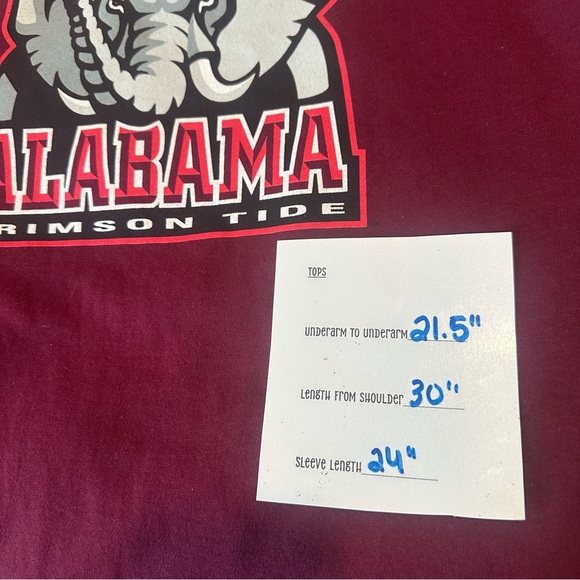 ALABAMA
RIMSON TIDE
TOPS
Underarm to Underarm 21.5"
Length From Shoulder 30"
Sleeve Length 24"